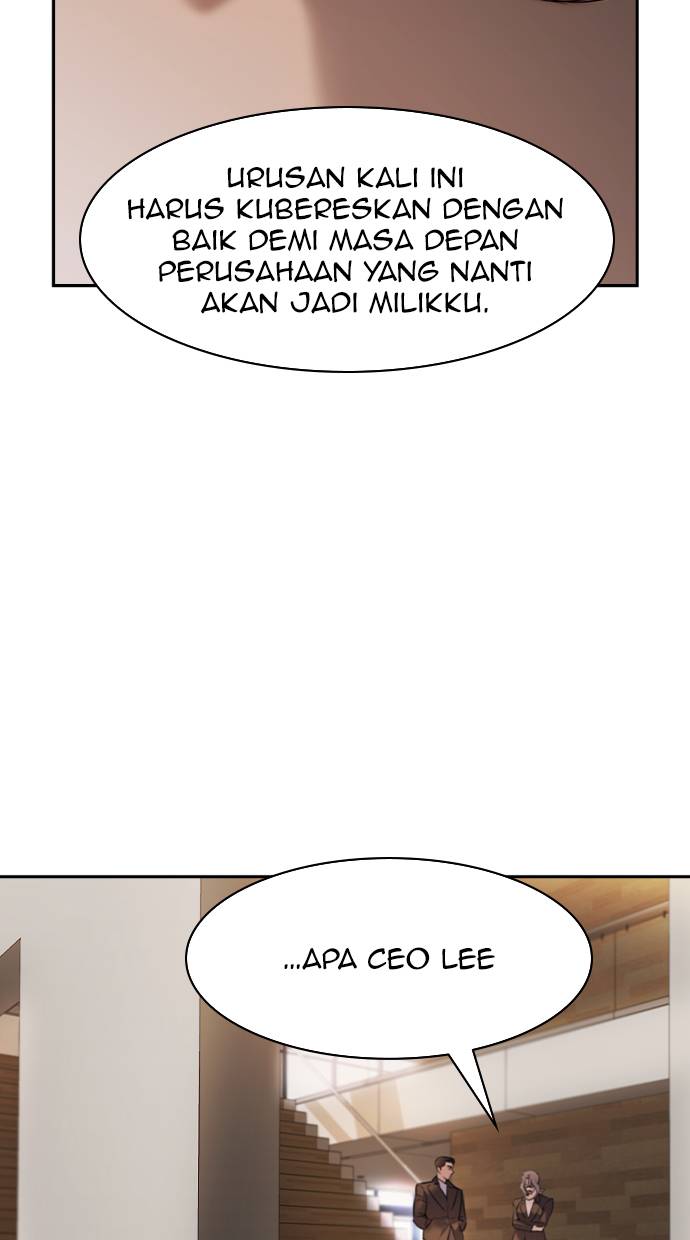 URUSAN KALI INI
HARUS KUBERESKAN DENGAN
BAIK DEMI MASA DEPAN
PERUSAHAAN YANG NANTI
AKAN JADI MILIKKU.
...APA CEO LEE